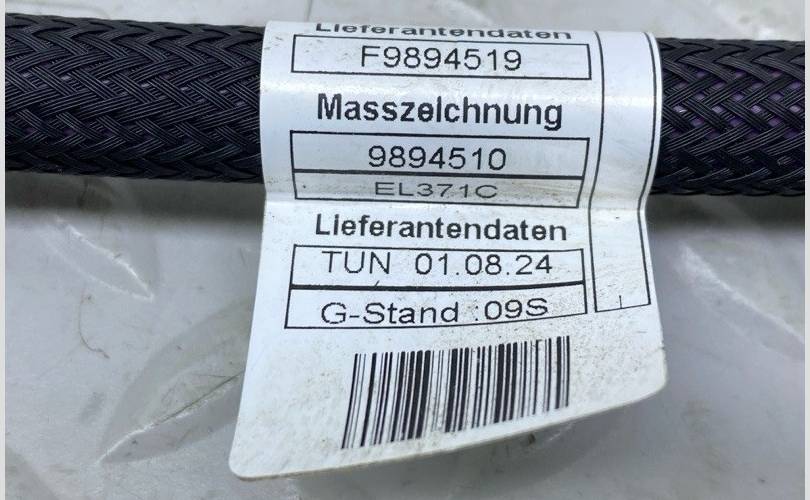 Lieferantendaten
F9894519
Masszeichnung
9894510
EL371C
Lieferantendaten
TUN 01.08.24
G-Stand :09S